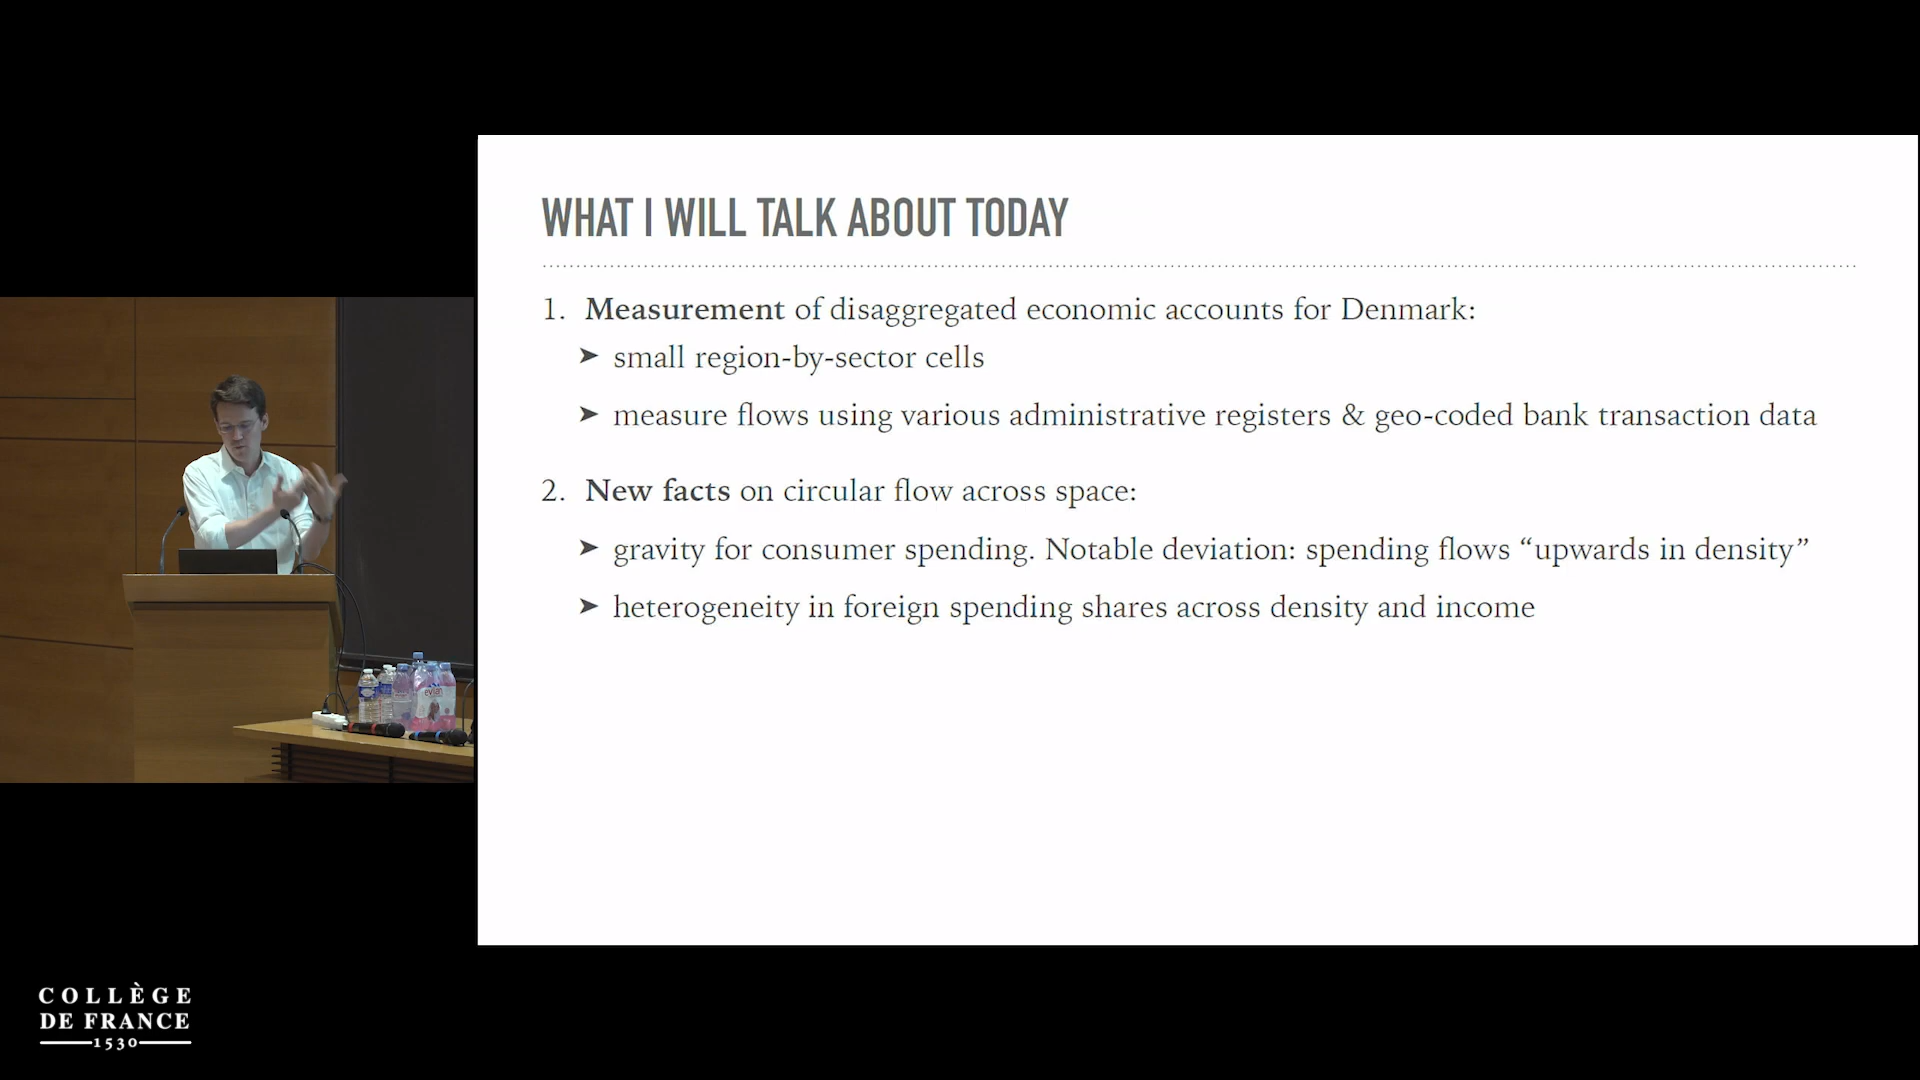 WHAT I WILL TALK ABOUT TODAY
1. Measurement of disaggregated economic accounts for Denmark:
➤ small region-by-sector cells
➤ measure flows using various administrative registers & geo-coded bank transaction data
2. New facts on circular flow across space:
➤ gravity for consumer spending. Notable deviation: spending flows “upwards in density”
➤ heterogeneity in foreign spending shares across density and income
evian
COLLÈGE
DE FRANCE
1530